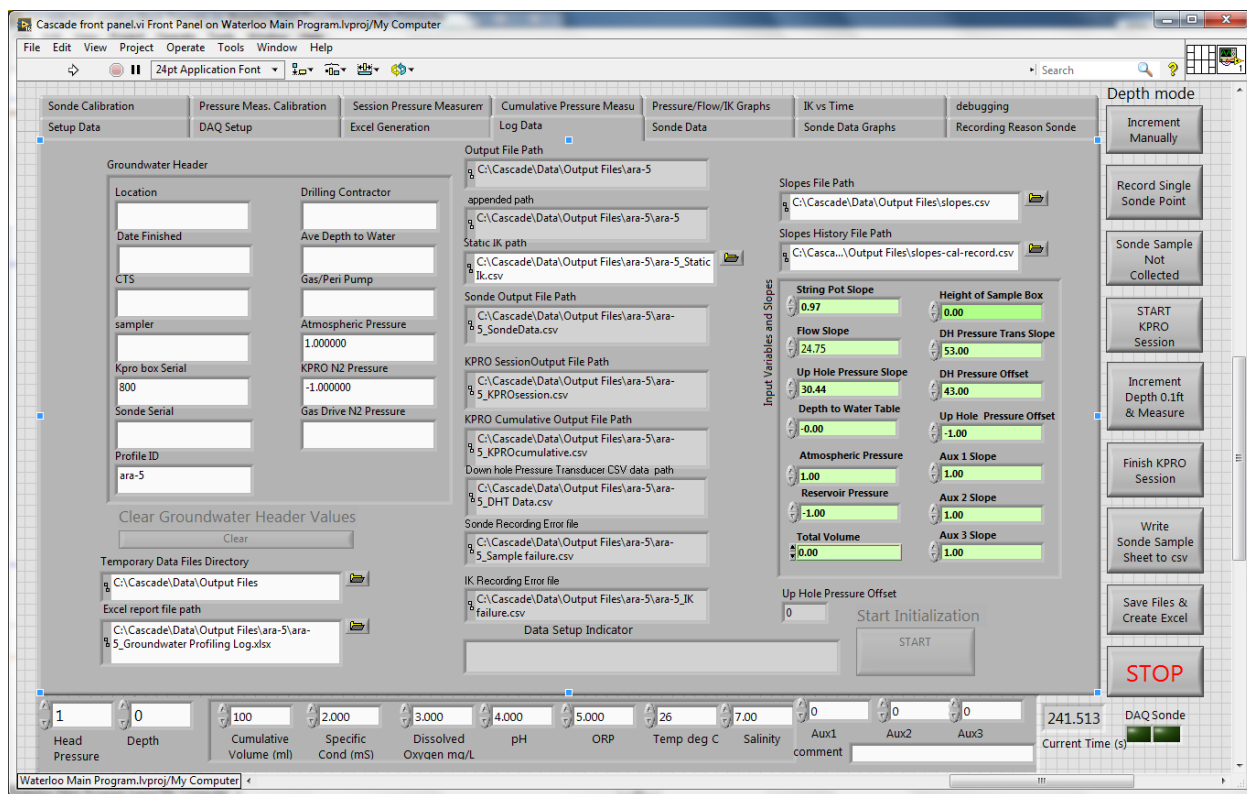 Cascade front panel.vi Front Panel on Waterloo Main Program.lvproj/My Computer
File Edit View Project Operate Tools Window Help
24pt Application Font
Search
Sonde Calibration
Pressure Meas. Calibration
Session Pressure Measurem
Cumulative Pressure Measu
Pressure/Flow/IK Graphs
IK vs Time
debugging
Setup Data
DAQ Setup
Excel Generation
Log Data
Sonde Data
Sonde Data Graphs
Recording Reason Sonde
Groundwater Header
Location
Drilling Contractor
Date Finished
Ave Depth to Water
CTS
Gas/Peri Pump
sampler
Atmospheric Pressure
1.000000
Kpro box Serial
KPRO N2 Pressure
800
-1.000000
Sonde Serial
Gas Drive N2 Pressure
Profile ID
ara-5
Clear Groundwater Header Values
Clear
Temporary Data Files Directory
C:\Cascade\Data\Output Files
Excel report file path
C:\Cascade\Data\Output Files\ara-5\ara-
5_Groundwater Profiling Log.xlsx
Output File Path
C:\Cascade\Data\Output Files\ara-5
appended path
C:\Cascade\Data\Output Files\ara-5\ara-5
Static IK path
C:\Cascade\Data\Output Files\ara-5\ara-5_Static
Ik.csv
Sonde Output File Path
C:\Cascade\Data\Output Files\ara-5\ara-
5_SondeData.csv
KPRO SessionOutput File Path
C:\Cascade\Data\Output Files\ara-5\ara-
5_KPROsession.csv
KPRO Cumulative Output File Path
C:\Cascade\Data\Output Files\ara-5\ara-
5_KPROcumulative.csv
Down hole Pressure Transducer CSV data path
C:\Cascade\Data\Output Files\ara-5\ara-
5_DHT Data.csv
Sonde Recording Error file
C:\Cascade\Data\Output Files\ara-5\ara-
5_Sample failure.csv
IK Recording Error file
C:\Cascade\Data\Output Files\ara-5\ara-5_IK
failure.csv
Data Setup Indicator
Slopes File Path
C:\Cascade\Data\Output Files\slopes.csv
Slopes History File Path
C:\Casca...\Output Files\slopes-cal-record.csv
Input Variables and Slopes
String Pot Slope
0.97
Height of Sample Box
0.00
Flow Slope
24.75
DH Pressure Trans Slope
53.00
Up Hole Pressure Slope
30.44
DH Pressure Offset
43.00
Depth to Water Table
-0.00
Up Hole Pressure Offset
-1.00
Atmospheric Pressure
1.00
Aux 1 Slope
1.00
Reservoir Pressure
-1.00
Aux 2 Slope
1.00
Total Volume
0.00
Aux 3 Slope
1.00
Up Hole Pressure Offset
0
Start Initialization
START
Depth mode
Increment
Manually
Record Single
Sonde Point
Sonde Sample
Not
Collected
START
KPRO
Session
Increment
Depth 0.1ft
& Measure
Finish KPRO
Session
Write
Sonde Sample
Sheet to csv
Save Files &
Create Excel
STOP
DAQ Sonde
1
Head
Pressure
0
Depth
100
Cumulative
Volume (ml)
2.000
Specific
Cond (mS)
3.000
Dissolved
Oxygen mg/L
4.000
pH
5.000
ORP
26
Temp deg C
7.00
Salinity
0
Aux1
0
Aux2
0
Aux3
comment
241.513
Current Time (s)
Waterloo Main Program.lvproj/My Computer